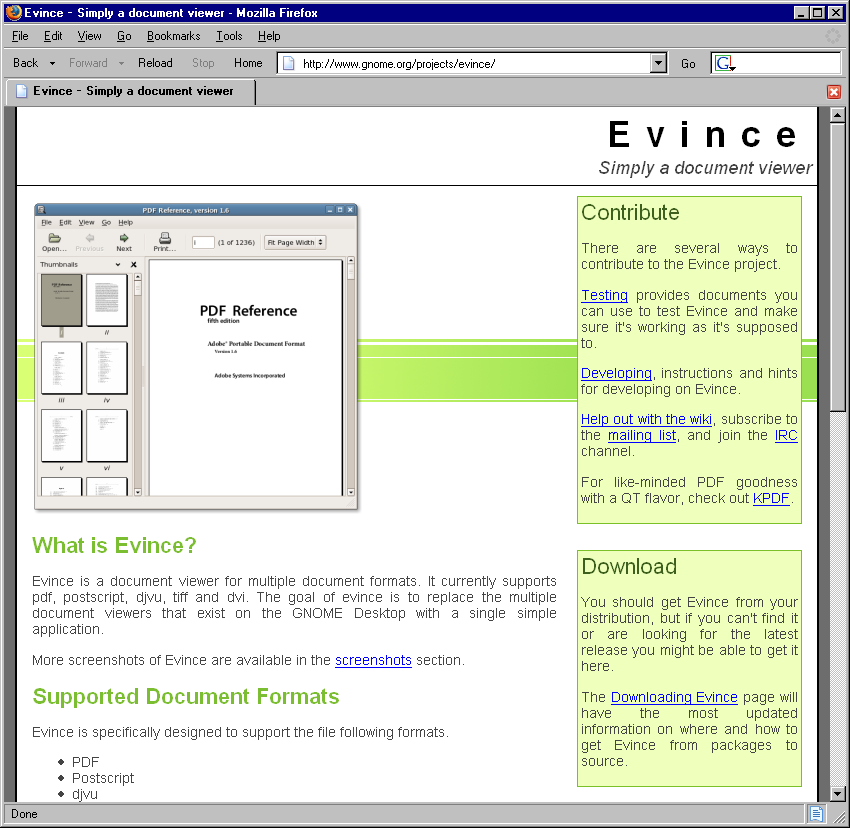 Evince - Simply a document viewer - Mozilla Firefox
File Edit View Go Bookmarks Tools Help
Back Forward Reload Stop Home http://www.gnome.org/projects/evince/ Go G
Evince - Simply a document viewer
Evince
Simply a document viewer
PDF Reference, version 1.6
File Edit View Go Help
Open... Previous Next Print... i (1 of 1236) Fit Page Width
Thumbnails
PDF Reference
fifth edition
Adobe® Portable Document Format
Version 1.6
Adobe Systems Incorporated
i
ii
iii
iv
v
vi
What is Evince?
Evince is a document viewer for multiple document formats. It currently supports
pdf, postscript, djvu, tiff and dvi. The goal of evince is to replace the multiple
document viewers that exist on the GNOME Desktop with a single simple
application.
More screenshots of Evince are available in the screenshots section.
Supported Document Formats
Evince is specifically designed to support the file following formats.
PDF
Postscript
djvu
Contribute
There are several ways to
contribute to the Evince project.
Testing provides documents you
can use to test Evince and make
sure it's working as it's supposed
to.
Developing, instructions and hints
for developing on Evince.
Help out with the wiki, subscribe to
the mailing list, and join the IRC
channel.
For like-minded PDF goodness
with a QT flavor, check out KPDF.
Download
You should get Evince from your
distribution, but if you can't find it
or are looking for the latest
release you might be able to get it
here.
The Downloading Evince page will
have the most updated
information on where and how to
get Evince from packages to
source.
Done